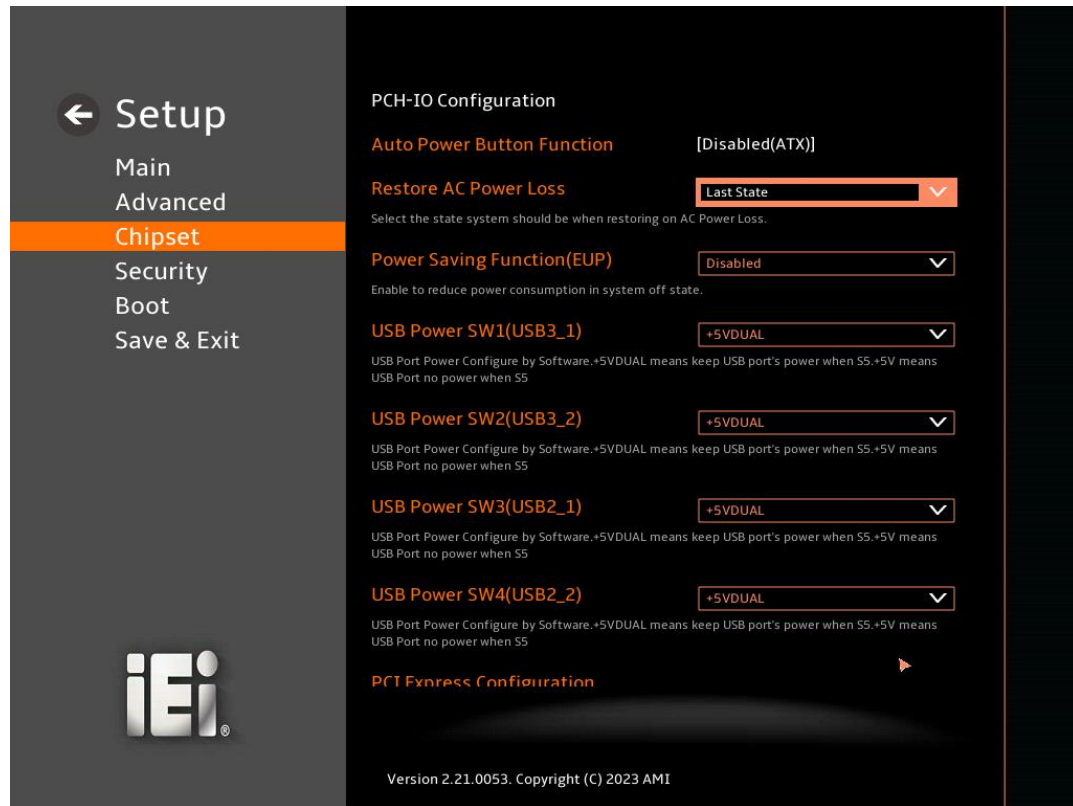 Setup
Main
Advanced
Chipset
Security
Boot
Save & Exit
PCH-IO Configuration
Auto Power Button Function [Disabled(ATX)]
Restore AC Power Loss Last State
Select the state system should be when restoring on AC Power Loss.
Power Saving Function(EUP) Disabled
Enable to reduce power consumption in system off state.
USB Power SW1(USB3_1) +5VDUAL
USB Port Power Configure by Software.+5VDUAL means keep USB port's power when S5.+5V means
USB Port no power when S5
USB Power SW2(USB3_2) +5VDUAL
USB Port Power Configure by Software.+5VDUAL means keep USB port's power when S5.+5V means
USB Port no power when S5
USB Power SW3(USB2_1) +5VDUAL
USB Port Power Configure by Software.+5VDUAL means keep USB port's power when S5.+5V means
USB Port no power when S5
USB Power SW4(USB2_2) +5VDUAL
USB Port Power Configure by Software.+5VDUAL means keep USB port's power when S5.+5V means
USB Port no power when S5
PCI Express Configuration
iEi®
Version 2.21.0053. Copyright (C) 2023 AMI